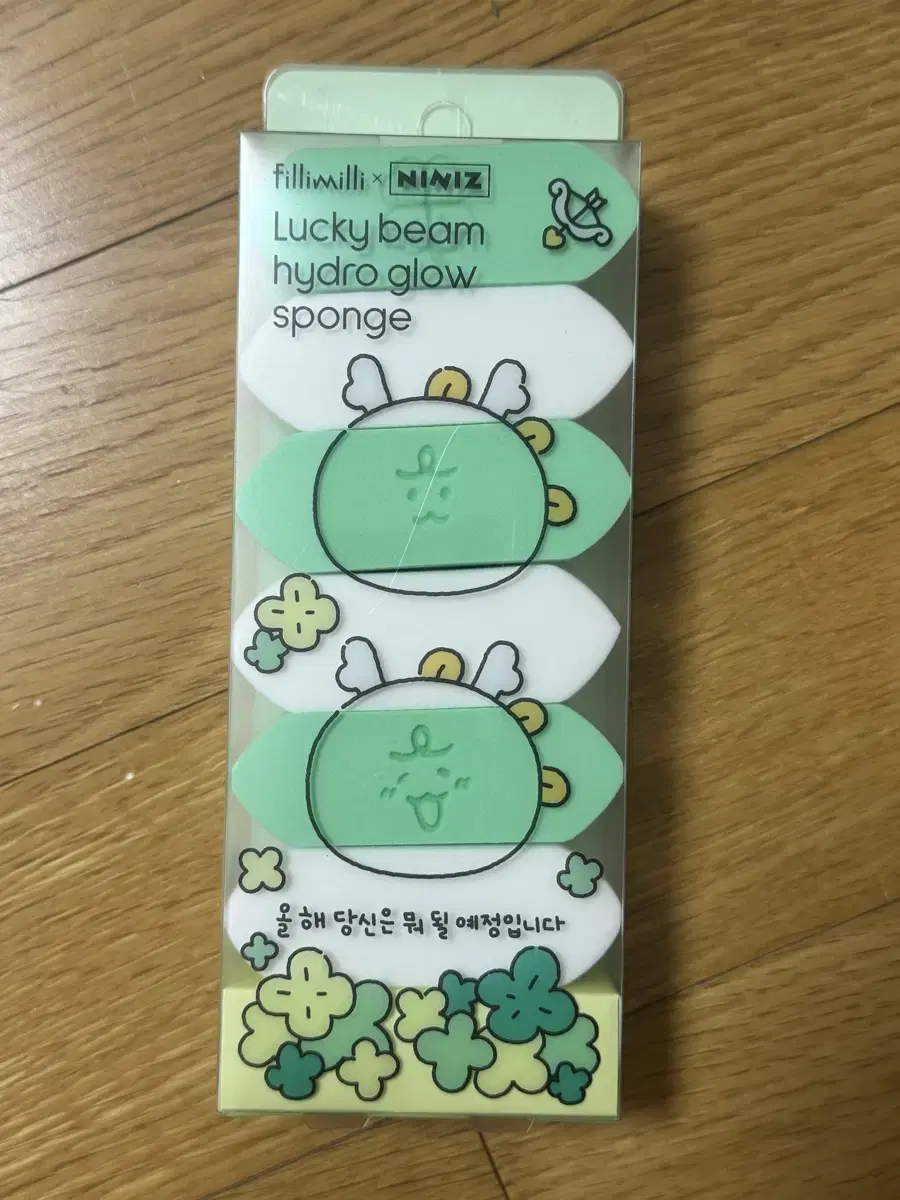 fillimilli × NINIZ
Lucky beam
hydro glow
sponge
올해 당신은 뭐 될 예정입니다